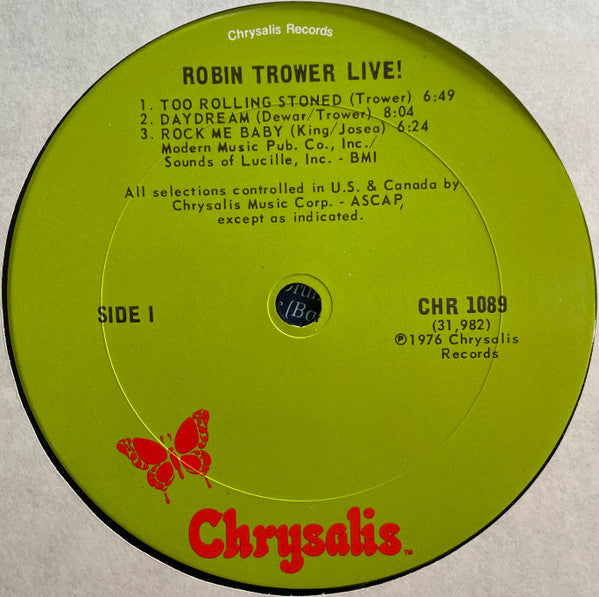 Chrysalis Records
ROBIN TROWER LIVE!
1. TOO ROLLING STONED (Trower) 6:49
2. DAYDREAM (Dewar/Trower) 8:04
3. ROCK ME BABY (King/Josea) 6:24
Modern Music Pub. Co., Inc./
Sounds of Lucille, Inc. - BMI
All selections controlled in U.S. & Canada by
Chrysalis Music Corp. - ASCAP,
except as indicated.
SIDE I
CHR 1089
(31,982)
℗1976 Chrysalis
Records
Chrysalis™